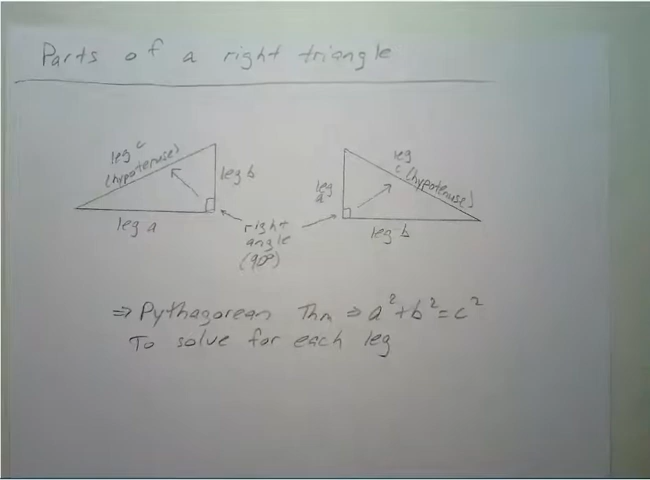 Parts of a right triangle
leg c
(hypotenuse)
leg b
leg a
right
angle
(90°)
leg
a
leg
c (hypotenuse)
leg b
⇒ Pythagorean Thm ⇒ a²+b²=c²
To solve for each leg